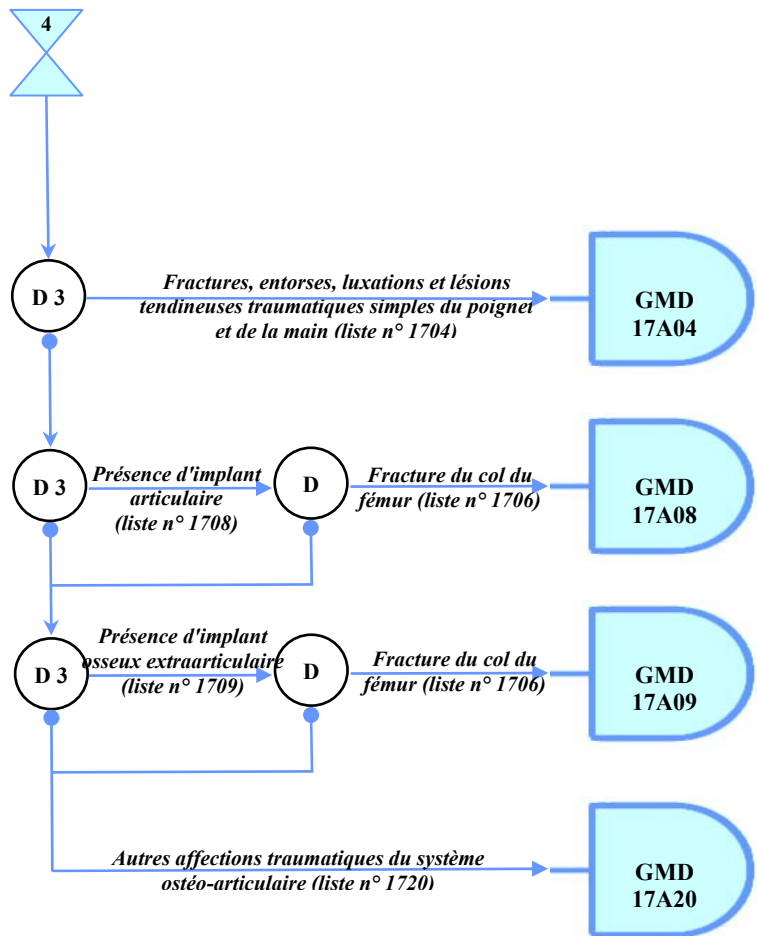 4
D 3
Fractures, entorses, luxations et lésions
tendineuses traumatiques simples du poignet
et de la main (liste n° 1704)
GMD
17A04
D 3
Présence d'implant
articulaire
(liste n° 1708)
D
Fracture du col du
fémur (liste n° 1706)
GMD
17A08
D 3
Présence d'implant
osseux extraarticulaire
(liste n° 1709)
D
Fracture du col du
fémur (liste n° 1706)
GMD
17A09
Autres affections traumatiques du système
ostéo-articulaire (liste n° 1720)
GMD
17A20